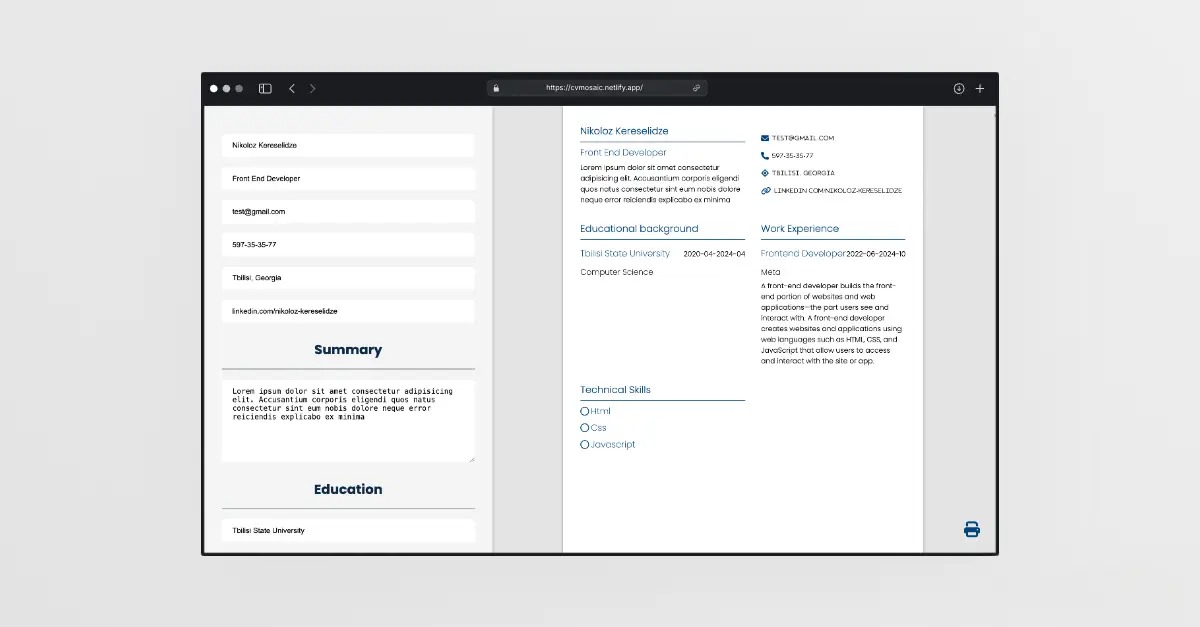 https://cvmosaic.netlify.app/
Nikoloz Kereselidze
Front End Developer
test@gmail.com
597-35-35-77
Tbilisi, Georgia
linkedin.com/nikoloz-kereselidze
Summary
Lorem ipsum dolor sit amet consectetur adipisicing
elit. Accusantium corporis eligendi quos natus
consectetur sint eum nobis dolore neque error
reiciendis explicabo ex minima
Education
Tbilisi State University
Nikoloz Kereselidze
Front End Developer
Lorem ipsum dolor sit amet consectetur
adipisicing elit. Accusantium corporis eligendi
quos natus consectetur sint eum nobis dolore
neque error reiciendis explicabo ex minima
TEST@GMAIL.COM
597-35-35-77
TBILISI, GEORGIA
LINKEDIN.COM/NIKOLOZ-KERESELIDZE
Educational background
Tbilisi State University 2020-04-2024-04
Computer Science
Work Experience
Frontend Developer 2022-06-2024-10
Meta
A front-end developer builds the front-
end portion of websites and web
applications—the part users see and
interact with. A front-end developer
creates websites and applications using
web languages such as HTML, CSS, and
JavaScript that allow users to access
and interact with the site or app.
Technical Skills
Html
Css
Javascript